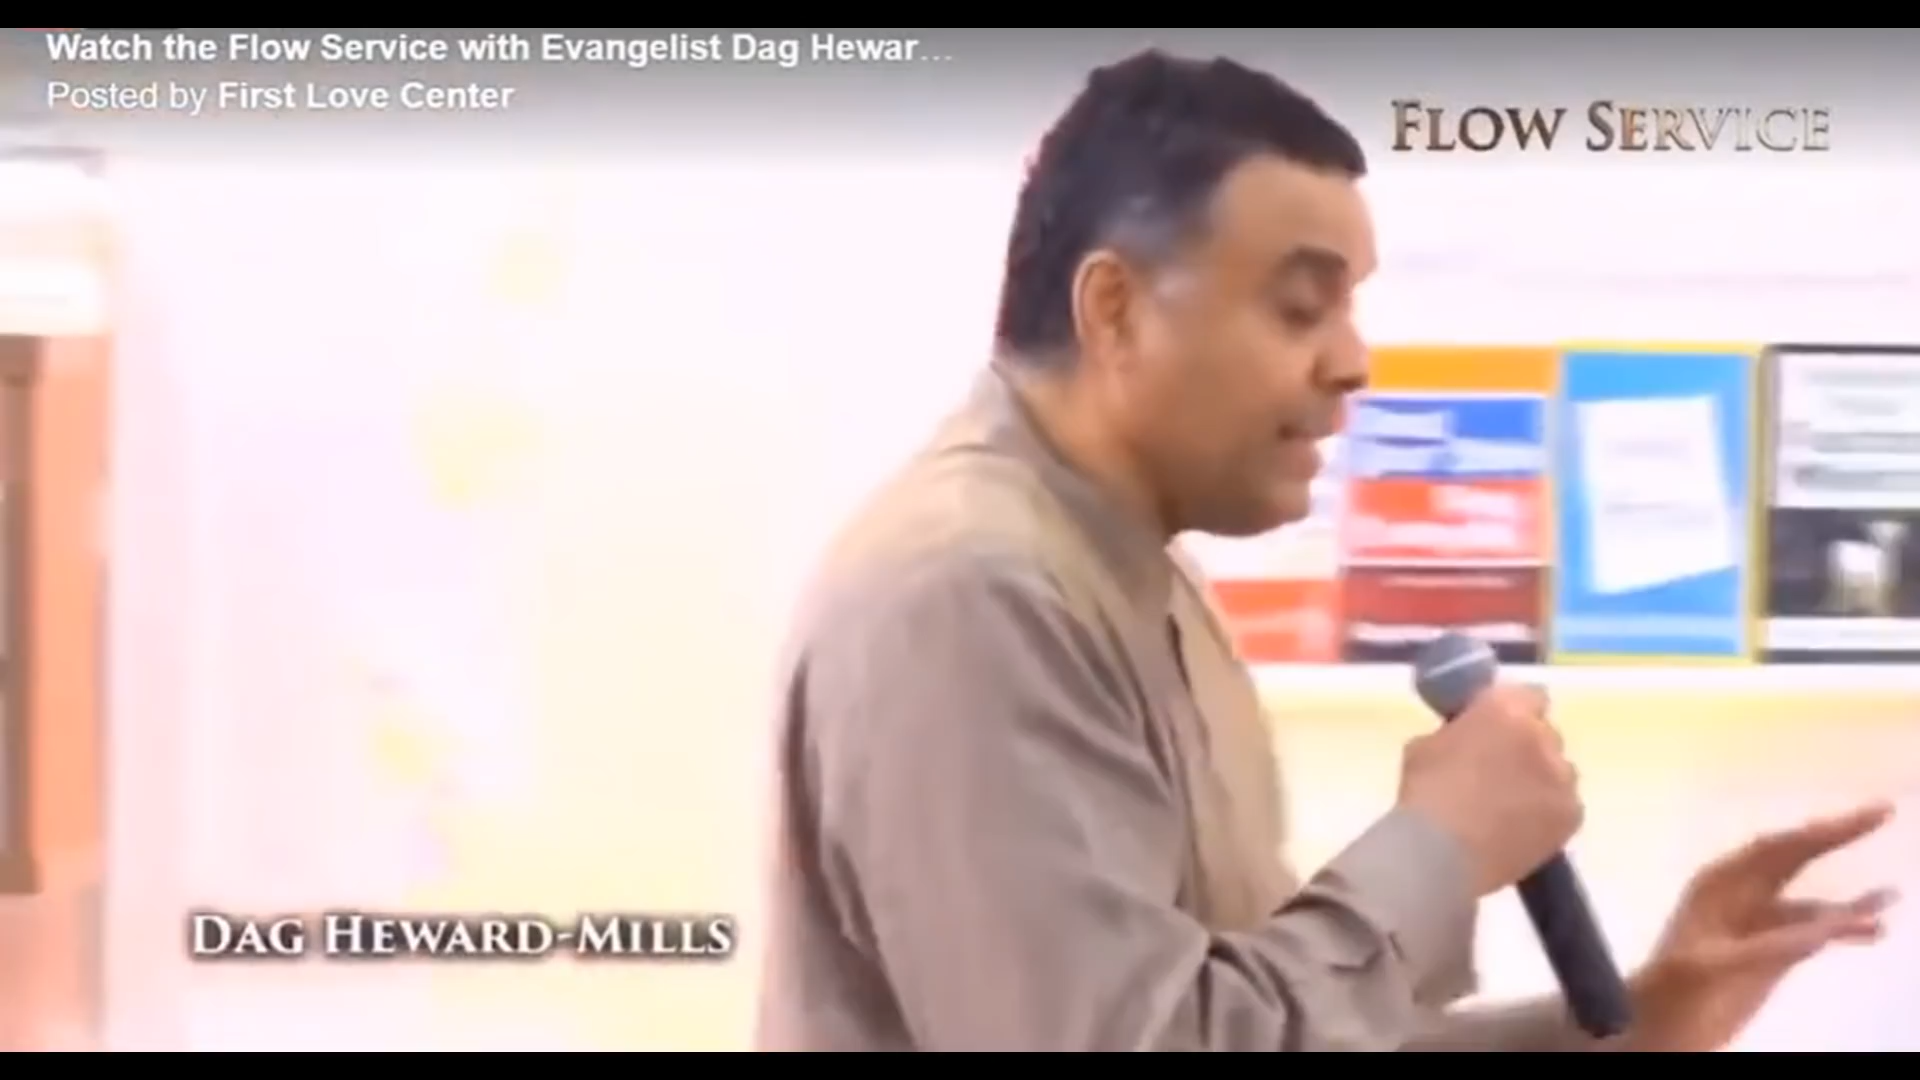 Watch the Flow Service with Evangelist Dag Hewar...
Posted by First Love Center
FLOW SERVICE
DAG HEWARD-MILLS